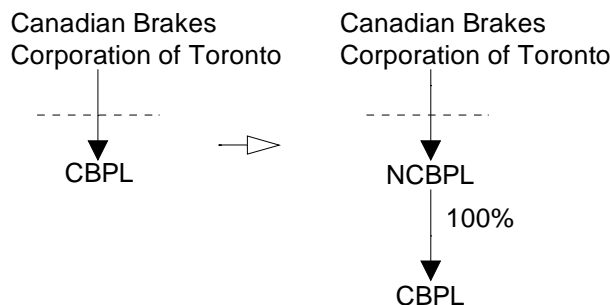 Canadian Brakes
Corporation of Toronto
CBPL
Canadian Brakes
Corporation of Toronto
NCBPL
100%
CBPL